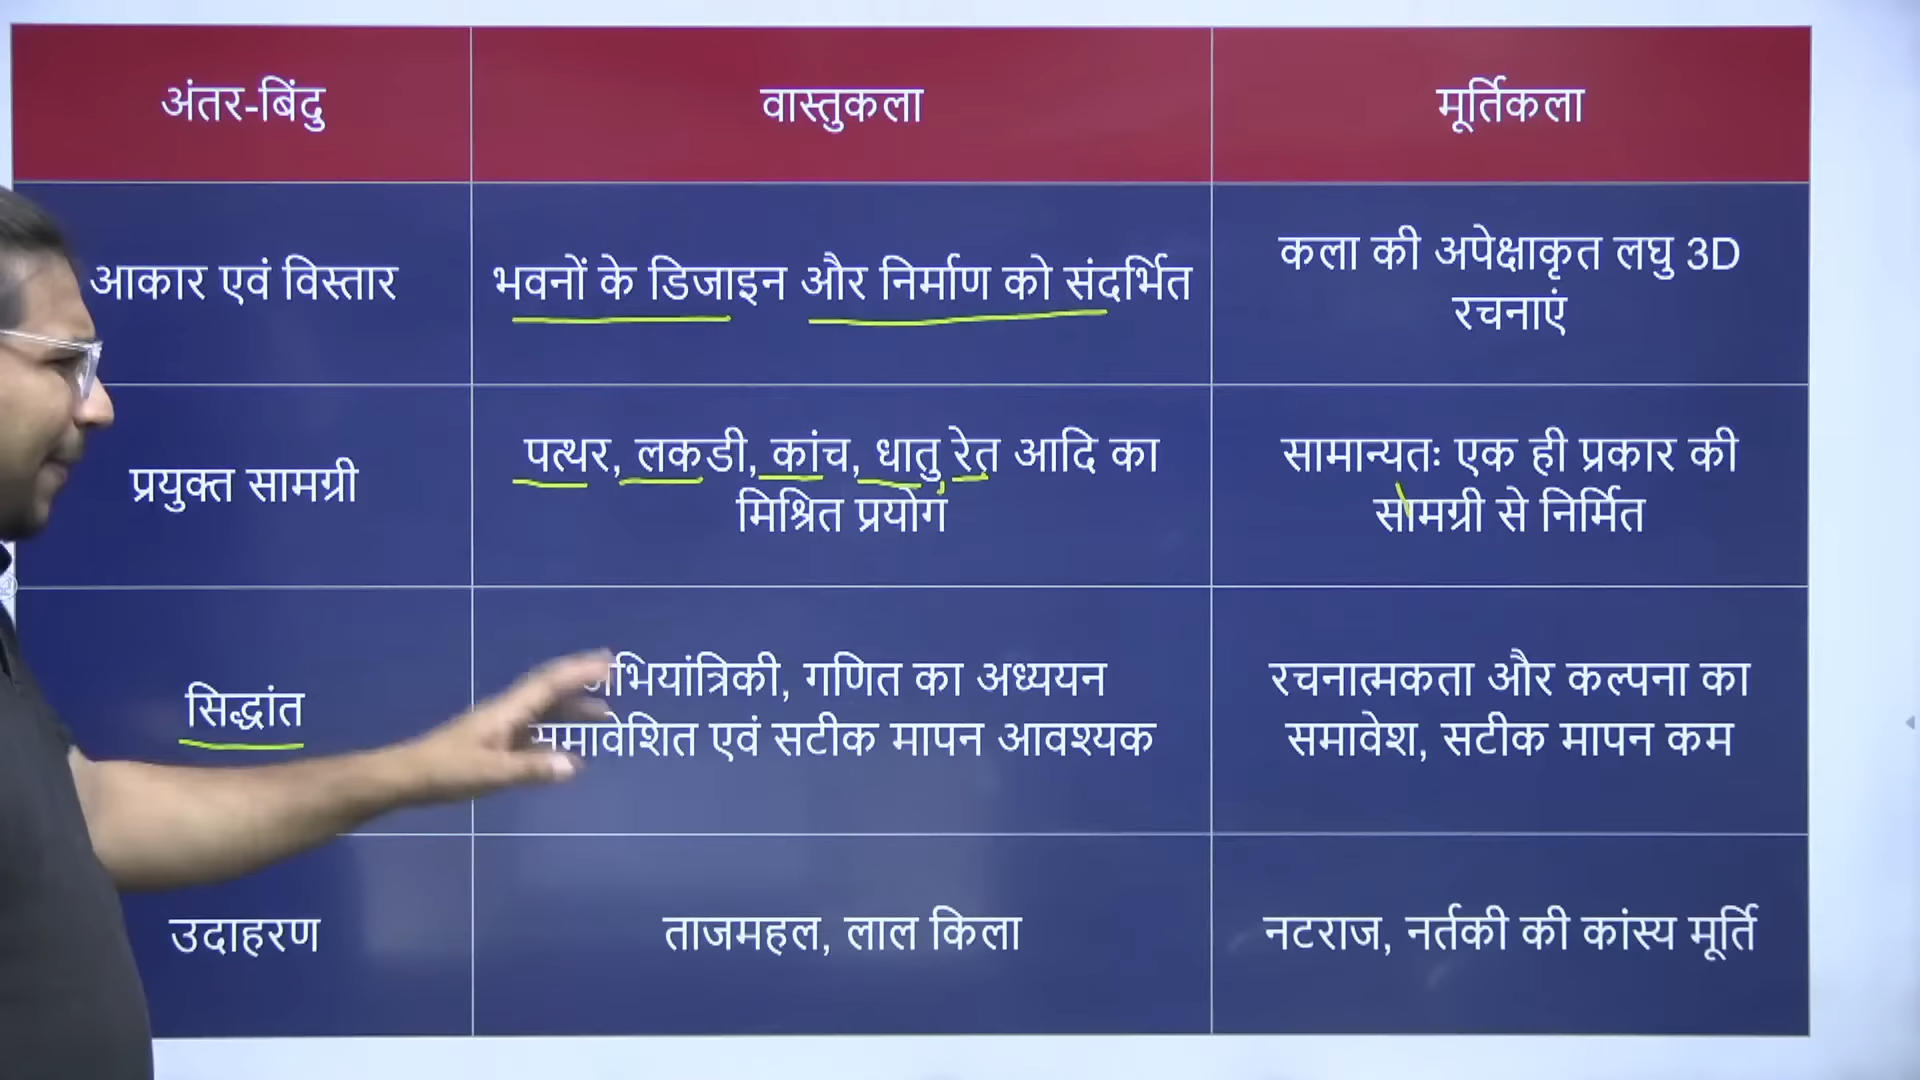 अंतर-बिंदु
वास्तुकला
मूर्तिकला
आकार एवं विस्तार
भवनों के डिजाइन और निर्माण को संदर्भित
कला की अपेक्षाकृत लघु 3D
रचनाएं
प्रयुक्त सामग्री
पत्थर, लकडी, कांच, धातु रेत आदि का
मिश्रित प्रयोग
सामान्यतः एक ही प्रकार की
सामग्री से निर्मित
सिद्धांत
गणित का अध्ययन
एवं सटीक मापन आवश्यक
रचनात्मकता और कल्पना का
समावेश, सटीक मापन कम
उदाहरण
ताजमहल, लाल किला
नटराज, नर्तकी की कांस्य मूर्ति